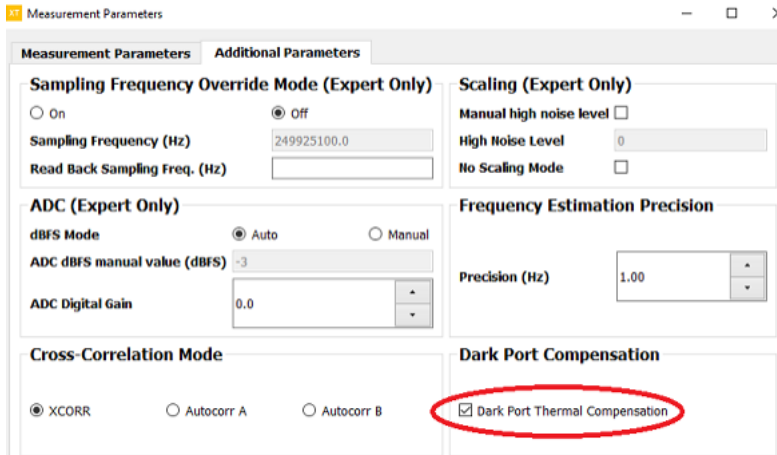 XT Measurement Parameters
Measurement Parameters Additional Parameters
Sampling Frequency Override Mode (Expert Only)
On Off
Sampling Frequency (Hz) 249925100.0
Read Back Sampling Freq. (Hz)
Scaling (Expert Only)
Manual high noise level
High Noise Level 0
No Scaling Mode
ADC (Expert Only)
dBFS Mode Auto Manual
ADC dBFS manual value (dBFS) -3
ADC Digital Gain 0.0
Frequency Estimation Precision
Precision (Hz) 1.00
Cross-Correlation Mode
XCORR Autocorr A Autocorr B
Dark Port Compensation
Dark Port Thermal Compensation